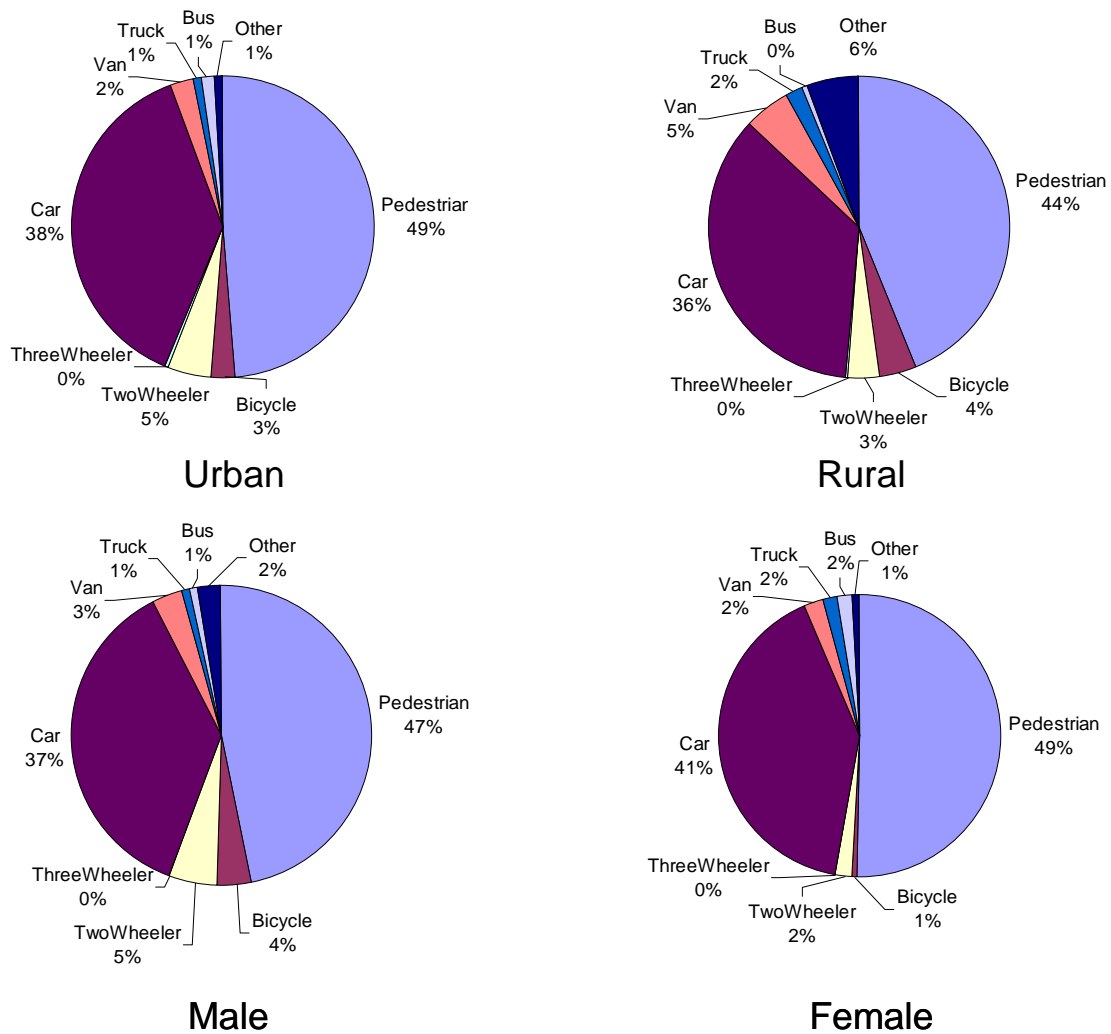 Bus
1%
Other
1%
Truck
1%
Van
2%
Car
38%
Pedestriar
49%
ThreeWheeler
0%
TwoWheeler
5%
Bicycle
3%
Urban
Bus
0%
Other
6%
Truck
2%
Van
5%
Pedestrian
44%
Car
36%
ThreeWheeler
0%
TwoWheeler
3%
Bicycle
4%
Rural
Bus
1%
Other
2%
Truck
1%
Van
3%
Pedestrian
47%
Car
37%
ThreeWheeler
0%
TwoWheeler
5%
Bicycle
4%
Male
Bus
2%
Other
1%
Truck
2%
Van
2%
Pedestrian
49%
Car
41%
ThreeWheeler
0%
TwoWheeler
2%
Bicycle
1%
Female